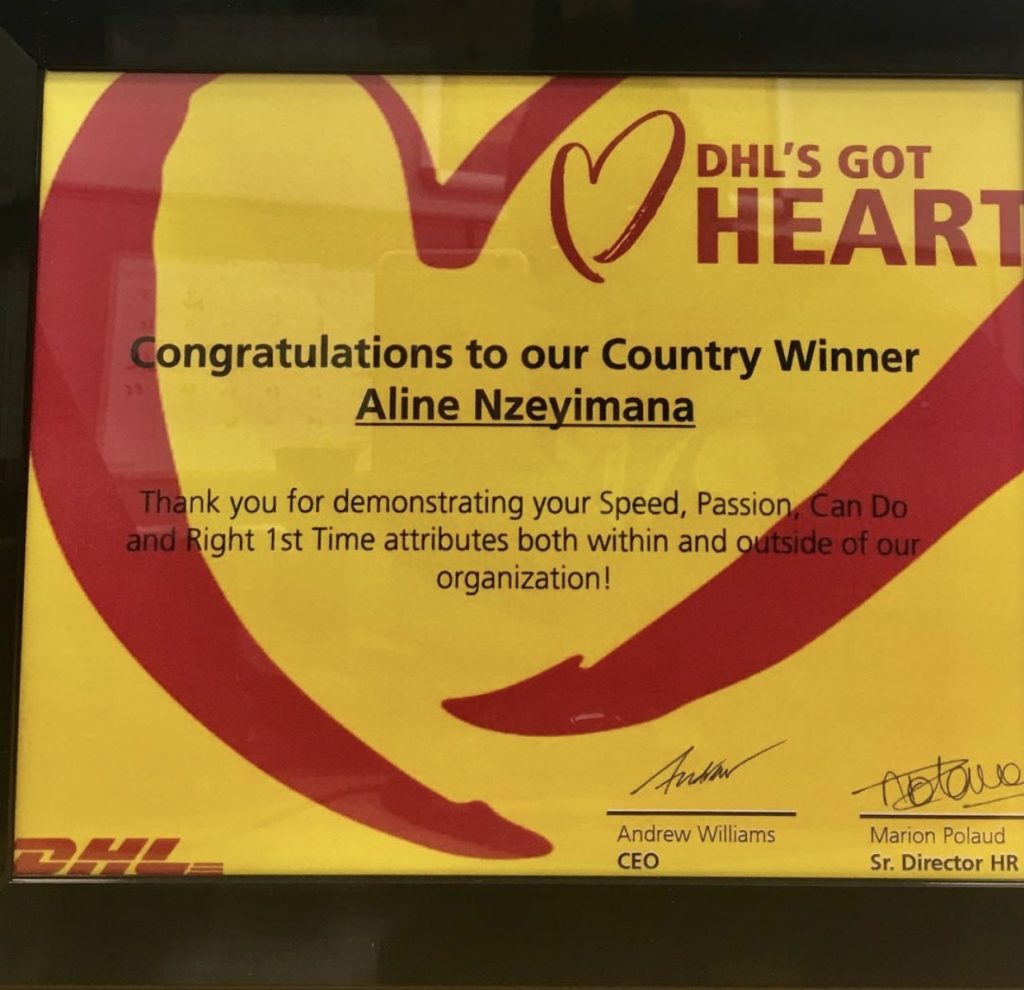 DHL'S GOT
HEART
Congratulations to our Country Winner
Aline Nzeyimana
Thank you for demonstrating your Speed, Passion, Can Do
and Right 1st Time attributes both within and outside of our
organization!
Andrew Williams
CEO
Marion Polaud
Sr. Director HR
DHL